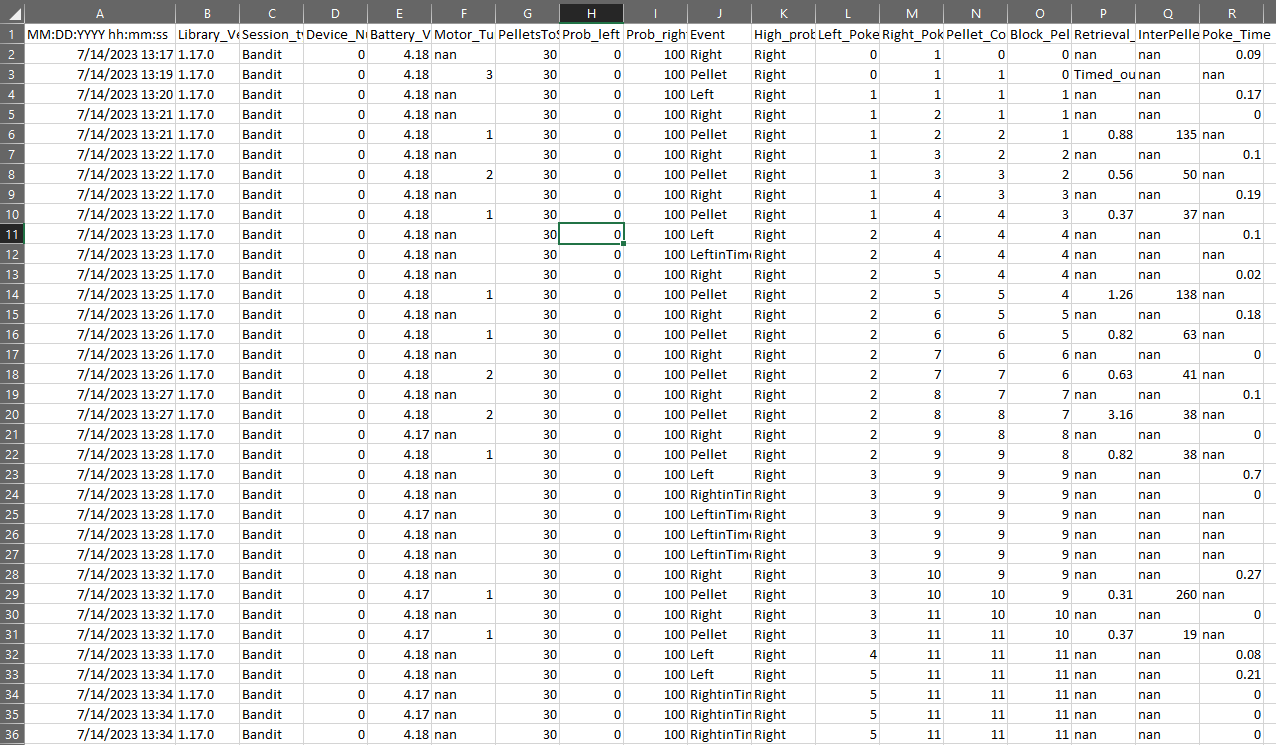 A B C D E F G H I J K L M N O P Q R
1 MM:DD:YYYY hh:mm:ss Library_Ve Session_ty Device_Nu Battery_V Motor_Tu PelletsToS Prob_left Prob_righ Event High_prob Left_Poke Right_Pok Pellet_Co Block_Pel Retrieval_ InterPelle Poke_Time
2 7/14/2023 13:17 1.17.0 Bandit 0 4.18 nan 30 0 100 Right Right 0 1 0 0 nan nan 0.09
3 7/14/2023 13:19 1.17.0 Bandit 0 4.18 3 30 0 100 Pellet Right 0 1 1 0 Timed_ou nan nan
4 7/14/2023 13:20 1.17.0 Bandit 0 4.18 nan 30 0 100 Left Right 1 1 1 1 nan nan 0.17
5 7/14/2023 13:21 1.17.0 Bandit 0 4.18 nan 30 0 100 Right Right 1 2 1 1 nan nan 0
6 7/14/2023 13:21 1.17.0 Bandit 0 4.18 1 30 0 100 Pellet Right 1 2 2 1 0.88 135 nan
7 7/14/2023 13:22 1.17.0 Bandit 0 4.18 nan 30 0 100 Right Right 1 3 2 2 nan nan 0.1
8 7/14/2023 13:22 1.17.0 Bandit 0 4.18 2 30 0 100 Pellet Right 1 3 3 2 0.56 50 nan
9 7/14/2023 13:22 1.17.0 Bandit 0 4.18 nan 30 0 100 Right Right 1 4 3 3 nan nan 0.19
10 7/14/2023 13:22 1.17.0 Bandit 0 4.18 1 30 0 100 Pellet Right 1 4 4 3 0.37 37 nan
11 7/14/2023 13:23 1.17.0 Bandit 0 4.18 nan 30 0 100 Left Right 2 4 4 4 nan nan 0.1
12 7/14/2023 13:23 1.17.0 Bandit 0 4.18 nan 30 0 100 LeftinTime Right 2 4 4 4 nan nan nan
13 7/14/2023 13:25 1.17.0 Bandit 0 4.18 nan 30 0 100 Right Right 2 5 4 4 nan nan 0.02
14 7/14/2023 13:25 1.17.0 Bandit 0 4.18 1 30 0 100 Pellet Right 2 5 5 4 1.26 138 nan
15 7/14/2023 13:26 1.17.0 Bandit 0 4.18 nan 30 0 100 Right Right 2 6 5 5 nan nan 0.18
16 7/14/2023 13:26 1.17.0 Bandit 0 4.18 1 30 0 100 Pellet Right 2 6 6 5 0.82 63 nan
17 7/14/2023 13:26 1.17.0 Bandit 0 4.18 nan 30 0 100 Right Right 2 7 6 6 nan nan 0
18 7/14/2023 13:26 1.17.0 Bandit 0 4.18 2 30 0 100 Pellet Right 2 7 7 6 0.63 41 nan
19 7/14/2023 13:27 1.17.0 Bandit 0 4.18 nan 30 0 100 Right Right 2 8 7 7 nan nan 0.1
20 7/14/2023 13:27 1.17.0 Bandit 0 4.18 2 30 0 100 Pellet Right 2 8 8 7 3.16 38 nan
21 7/14/2023 13:28 1.17.0 Bandit 0 4.17 nan 30 0 100 Right Right 2 9 8 8 nan nan 0
22 7/14/2023 13:28 1.17.0 Bandit 0 4.18 1 30 0 100 Pellet Right 2 9 9 8 0.82 38 nan
23 7/14/2023 13:28 1.17.0 Bandit 0 4.18 nan 30 0 100 Left Right 3 9 9 9 nan nan 0.7
24 7/14/2023 13:28 1.17.0 Bandit 0 4.18 nan 30 0 100 RightinTin Right 3 9 9 9 nan nan 0
25 7/14/2023 13:28 1.17.0 Bandit 0 4.17 nan 30 0 100 LeftinTime Right 3 9 9 9 nan nan nan
26 7/14/2023 13:28 1.17.0 Bandit 0 4.18 nan 30 0 100 LeftinTime Right 3 9 9 9 nan nan nan
27 7/14/2023 13:28 1.17.0 Bandit 0 4.18 nan 30 0 100 LeftinTime Right 3 9 9 9 nan nan nan
28 7/14/2023 13:32 1.17.0 Bandit 0 4.18 nan 30 0 100 Right Right 3 10 9 9 nan nan 0.27
29 7/14/2023 13:32 1.17.0 Bandit 0 4.17 1 30 0 100 Pellet Right 3 10 10 9 0.31 260 nan
30 7/14/2023 13:32 1.17.0 Bandit 0 4.18 nan 30 0 100 Right Right 3 11 10 10 nan nan 0
31 7/14/2023 13:32 1.17.0 Bandit 0 4.17 1 30 0 100 Pellet Right 3 11 11 10 0.37 19 nan
32 7/14/2023 13:33 1.17.0 Bandit 0 4.18 nan 30 0 100 Left Right 4 11 11 11 nan nan 0.08
33 7/14/2023 13:34 1.17.0 Bandit 0 4.18 nan 30 0 100 Left Right 5 11 11 11 nan nan 0.21
34 7/14/2023 13:34 1.17.0 Bandit 0 4.17 nan 30 0 100 RightinTin Right 5 11 11 11 nan nan 0
35 7/14/2023 13:34 1.17.0 Bandit 0 4.17 nan 30 0 100 RightinTin Right 5 11 11 11 nan nan 0
36 7/14/2023 13:34 1.17.0 Bandit 0 4.18 nan 30 0 100 RightinTin Right 5 11 11 11 nan nan 0